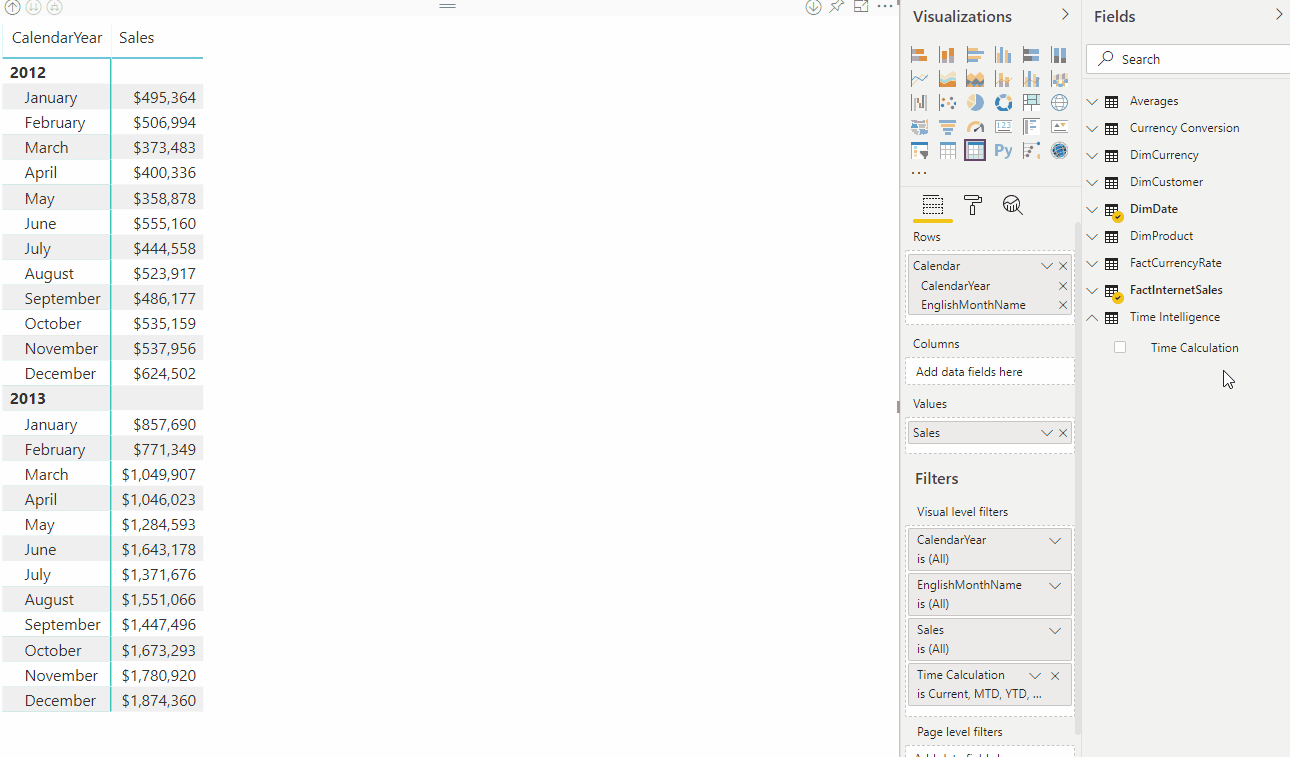 CalendarYear Sales
2012
January $495,364
February $506,994
March $373,483
April $400,336
May $358,878
June $555,160
July $444,558
August $523,917
September $486,177
October $535,159
November $537,956
December $624,502
2013
January $857,690
February $771,349
March $1,049,907
April $1,046,023
May $1,284,593
June $1,643,178
July $1,371,676
August $1,551,066
September $1,447,496
October $1,673,293
November $1,780,920
December $1,874,360
Visualizations
123
Py
...
Rows
Calendar
CalendarYear
EnglishMonthName
Columns
Add data fields here
Values
Sales
Filters
Visual level filters
CalendarYear
is (All)
EnglishMonthName
is (All)
Sales
is (All)
Time Calculation
is Current, MTD, YTD, ...
Page level filters
Fields
Search
Averages
Currency Conversion
DimCurrency
DimCustomer
DimDate
DimProduct
FactCurrencyRate
FactInternetSales
Time Intelligence
Time Calculation